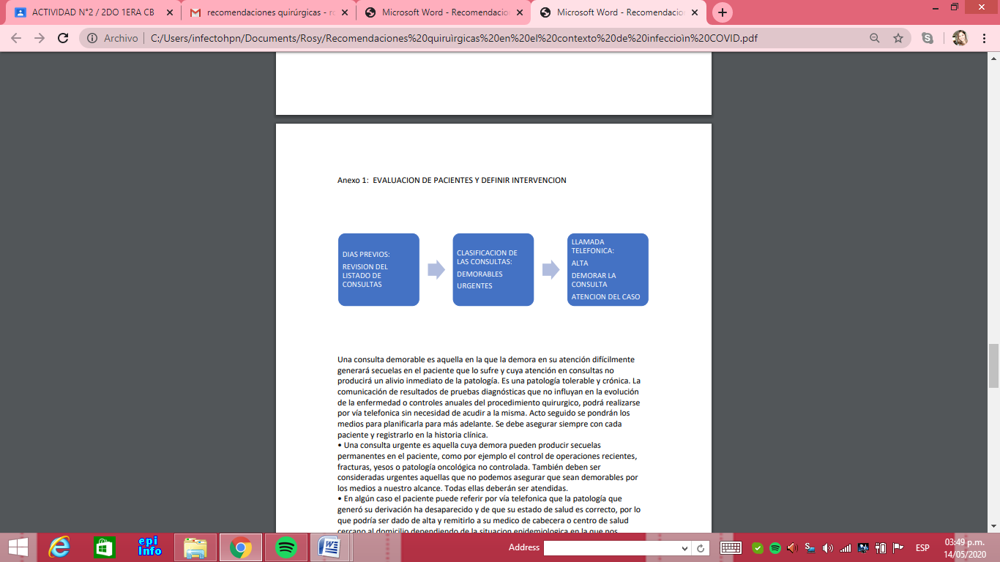 ACTIVIDAD N°2 / 2DO 1ERA CB
recomendaciones quirúrgicas - ro
Microsoft Word - Recomendacio
Microsoft Word - Recomendacio
Archivo
C:/Users/infectohpn/Documents/Rosy/Recomendaciones%20quiruìrgicas%20en%20el%20contexto%20de%20infeccioìn%20COVID.pdf
Anexo 1: EVALUACION DE PACIENTES Y DEFINIR INTERVENCION
DIAS PREVIOS:
REVISION DEL
LISTADO DE
CONSULTAS
CLASIFICACION DE
LAS CONSULTAS:
DEMORABLES
URGENTES
LLAMADA
TELEFONICA:
ALTA
DEMORAR LA
CONSULTA
ATENCION DEL CASO
Una consulta demorable es aquella en la que la demora en su atención difícilmente
generará secuelas en el paciente que lo sufre y cuya atención en consultas no
producirá un alivio inmediato de la patología. Es una patología tolerable y crónica. La
comunicación de resultados de pruebas diagnósticas que no influyan en la evolución
de la enfermedad o controles anuales del procedimiento quirurgico, podrá realizarse
por vía telefonica sin necesidad de acudir a la misma. Acto seguido se pondrán los
medios para planificarla para más adelante. Se debe asegurar siempre con cada
paciente y registrarlo en la historia clínica.
• Una consulta urgente es aquella cuya demora pueden producir secuelas
permanentes en el paciente, como por ejemplo el control de operaciones recientes,
fracturas, yesos o patología oncológica no controlada. También deben ser
consideradas urgentes aquellas que no podemos asegurar que sean demorables por
los medios a nuestro alcance. Todas ellas deberán ser atendidas.
• En algún caso el paciente puede referir por vía telefonica que la patología que
generó su derivación ha desaparecido y de que su estado de salud es correcto, por lo
que podría ser dado de alta y remitirlo a su medico de cabecera o centro de salud
cercano al domicilio dependiendo de la situacion epidemiologica en la que nos
epi
Info
Address
ESP
03:49 p.m.
14/05/2020